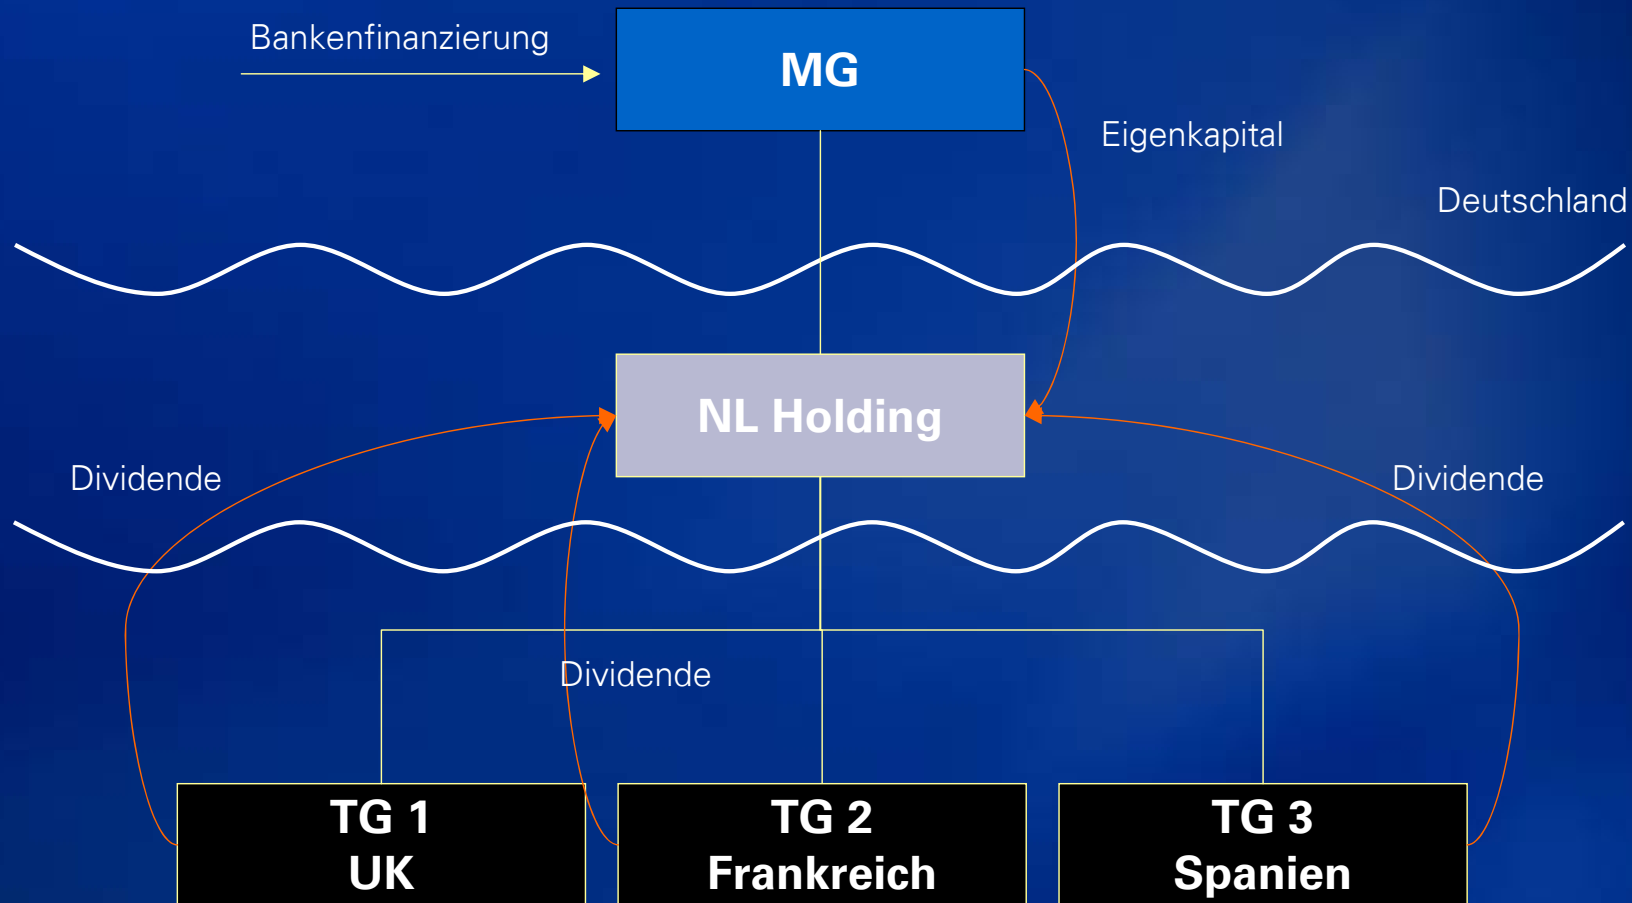 Bankenfinanzierung
MG
Eigenkapital
Deutschland
NL Holding
Dividende
Dividende
Dividende
TG 1
UK
TG 2
Frankreich
TG 3
Spanien